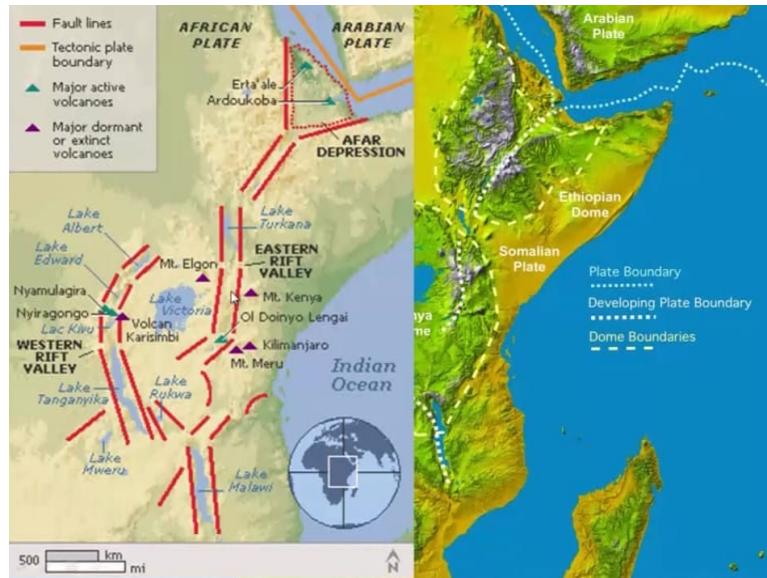 Fault lines
Tectonic plate
boundary
Major active
volcanoes
Major dormant
or extinct
volcanoes
AFRICAN
PLATE
ARABIAN
PLATE
Erta'ale
Ardoukoba
AFAR
DEPRESSION
Lake
Turkana
Lake
Albert
Lake
Edward
EASTERN
RIFT
VALLEY
Mt. Elgon
Nyamulagira
Lake
Victoria
Mt. Kenya
Nyiragongo
Ol Doinyo Lengai
Lac Kivu
Volcan
Karisimbi
WESTERN
RIFT
VALLEY
Kilimanjaro
Mt. Meru
Indian
Ocean
Lake
Tanganyika
Lake
Rukwa
Lake
Mweru
Lake
Malawi
500
km
mi
N
Arabian
Plate
Ethiopian
Dome
Somalian
Plate
nya
me
Plate Boundary
Developing Plate Boundary
Dome Boundaries